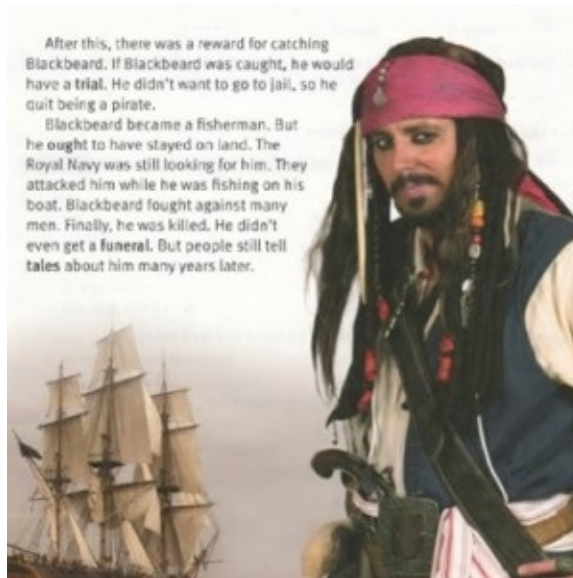 After this, there was a reward for catching
Blackbeard. If Blackbeard was caught, he would
have a trial. He didn't want to go to jail, so he
quit being a pirate.
Blackbeard became a fisherman. But
he ought to have stayed on land. The
Royal Navy was still looking for him. They
attacked him while he was fishing on his
boat. Blackbeard fought against many
men. Finally, he was killed. He didn't
even get a funeral. But people still tell
tales about him many years later.